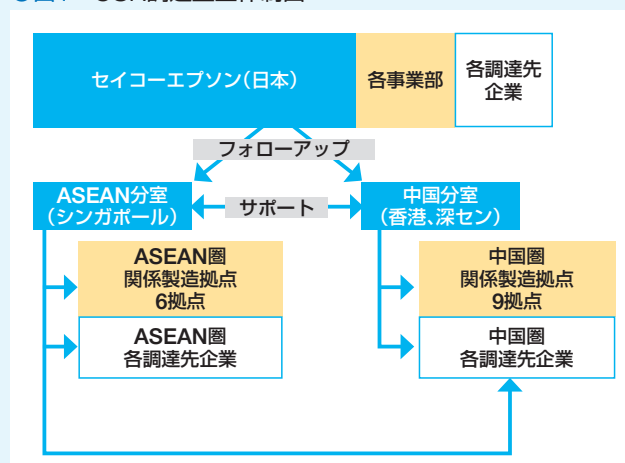 セイコーエプソン(日本)
各事業部
各調達先
企業
フォローアップ
ASEAN分室
(シンガポール)
サポート
中国分室
(香港、深セン)
ASEAN圏
関係製造拠点
6拠点
ASEAN圏
各調達先企業
中国圏
関係製造拠点
9拠点
中国圏
各調達先企業